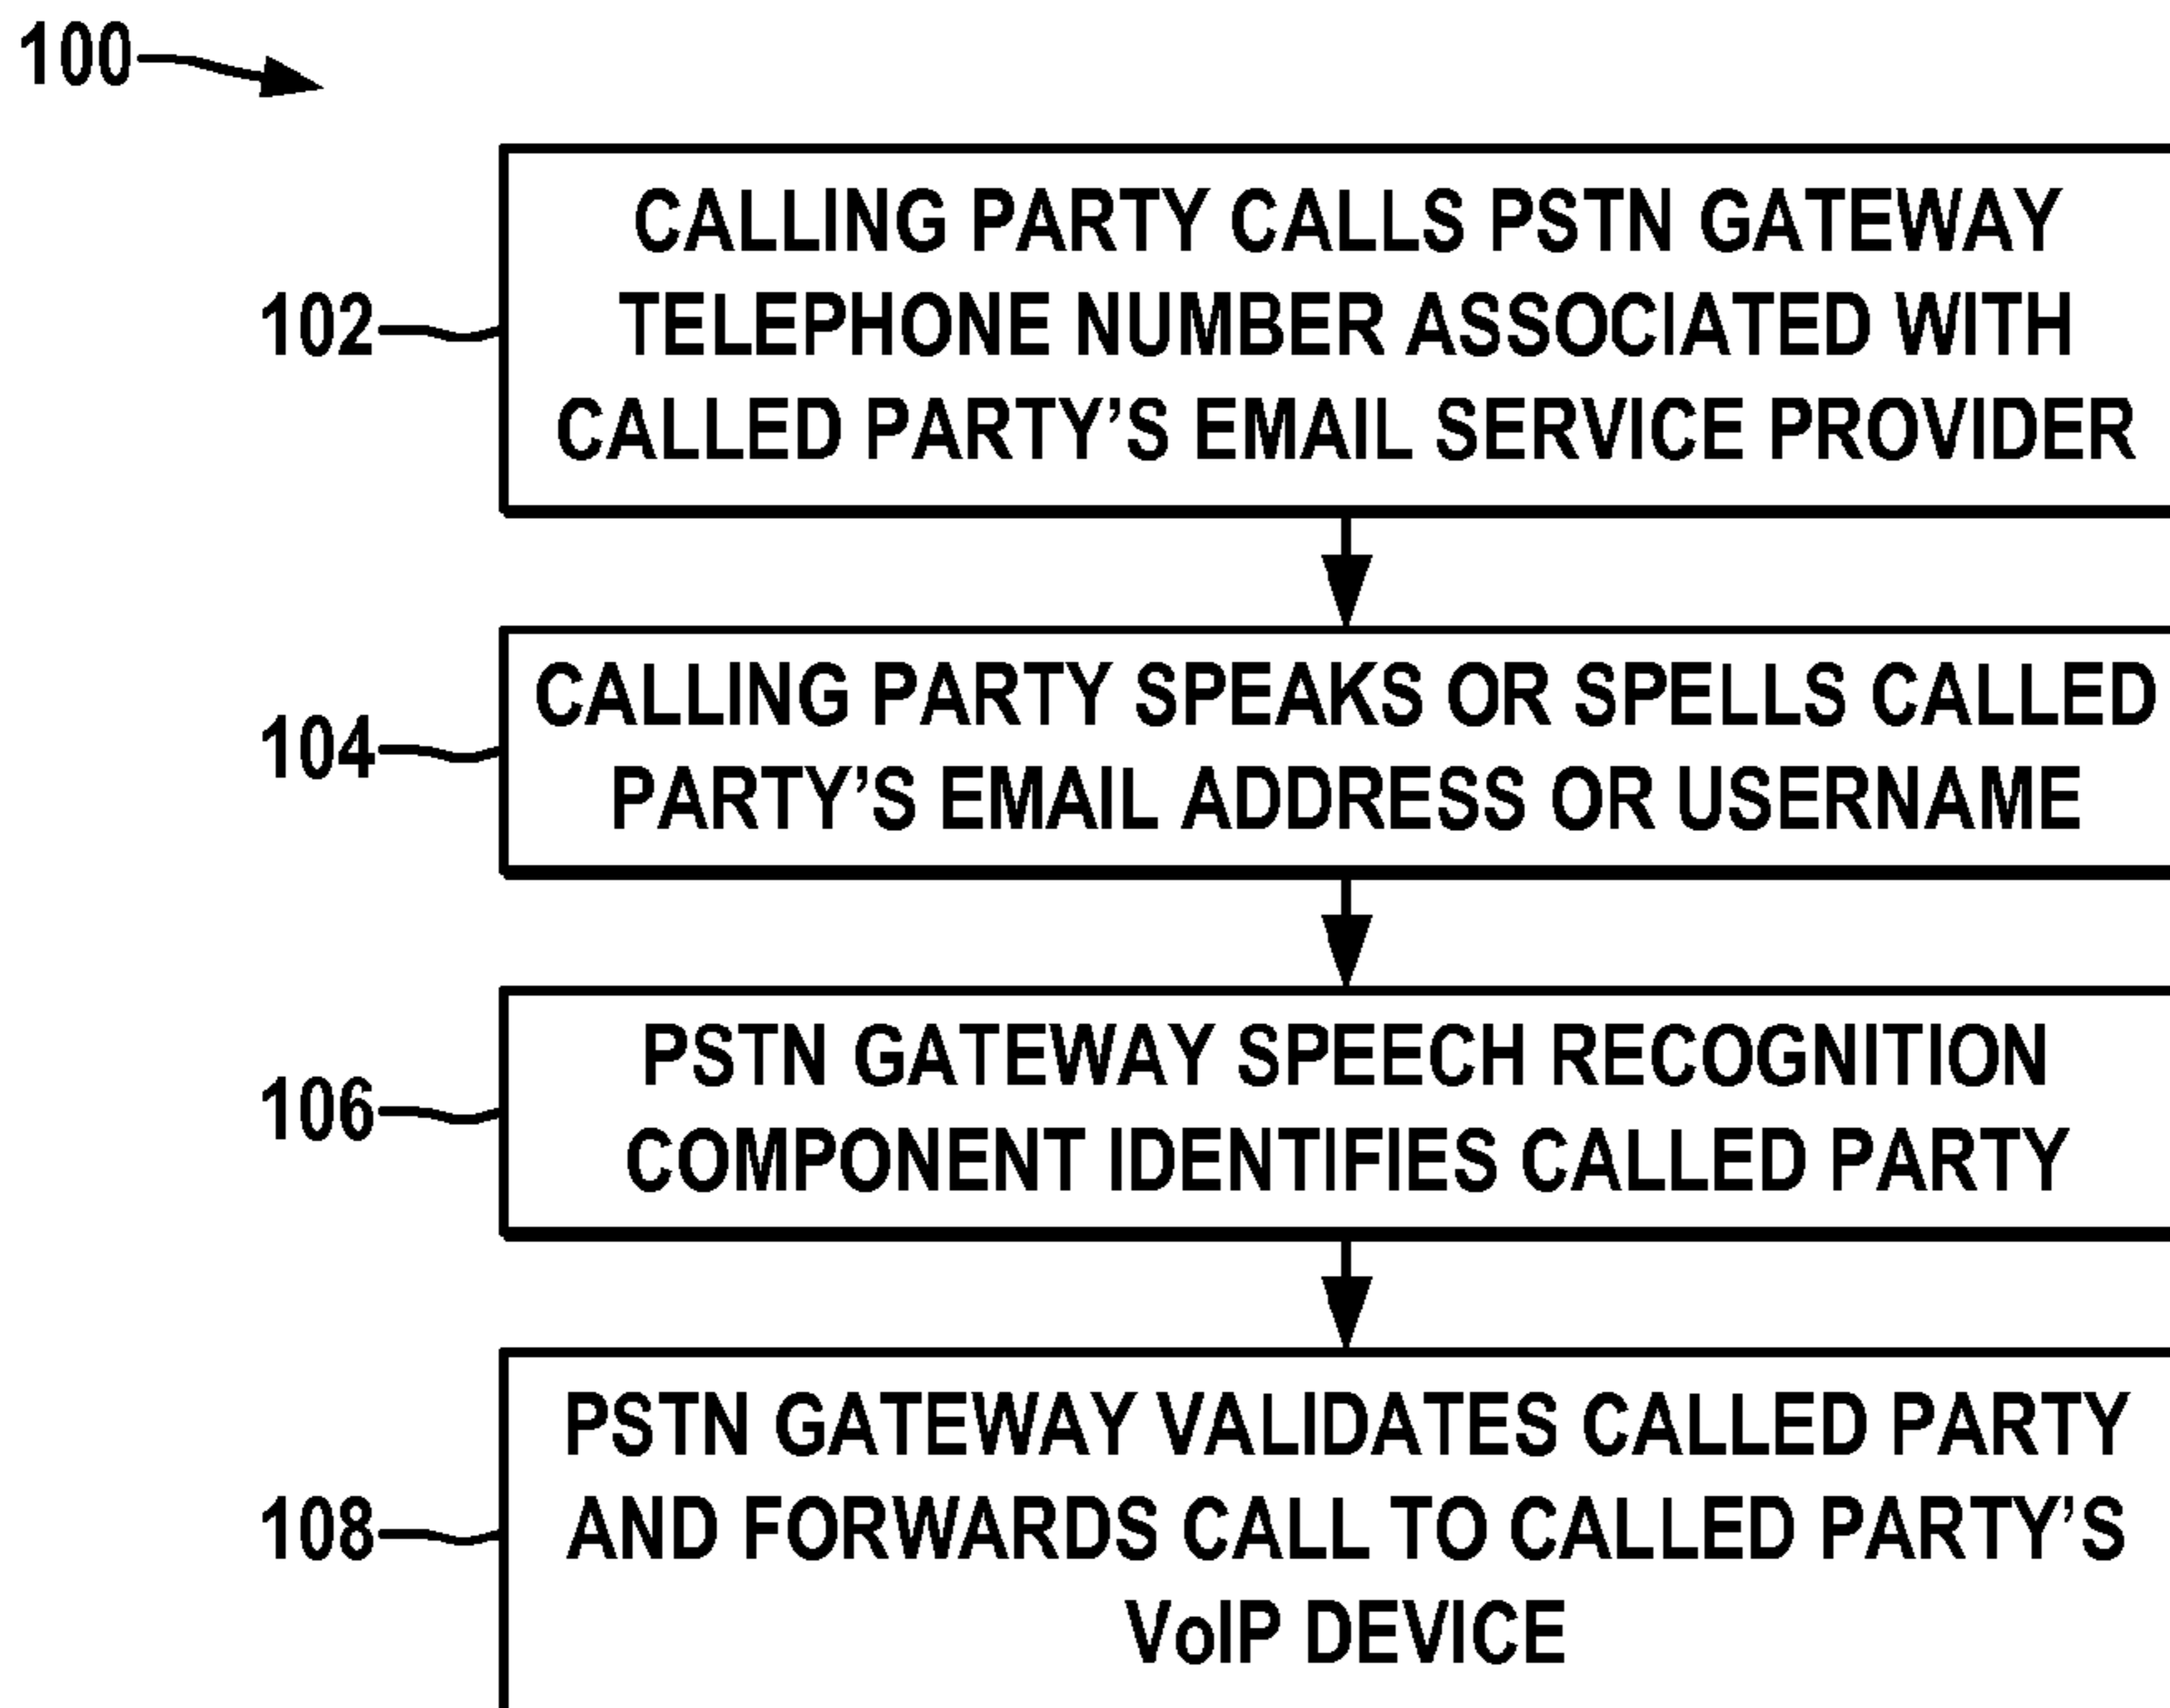 100
CALLING PARTY CALLS PSTN GATEWAY
102 TELEPHONE NUMBER ASSOCIATED WITH
CALLED PARTY’S EMAIL SERVICE PROVIDER
CALLING PARTY SPEAKS OR SPELLS CALLED
104
PARTY’S EMAIL ADDRESS OR USERNAME
PSTN GATEWAY SPEECH RECOGNITION
106
COMPONENT IDENTIFIES CALLED PARTY
PSTN GATEWAY VALIDATES CALLED PARTY
108 AND FORWARDS CALL TO CALLED PARTY’S
VoIP DEVICE